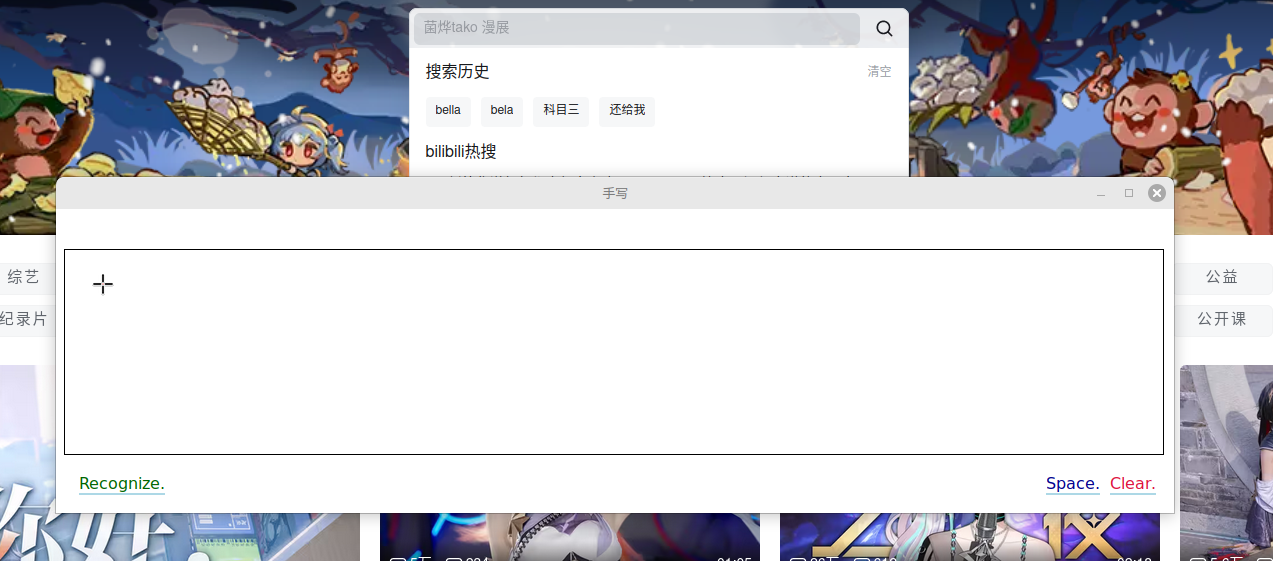 菌烨tako 漫展
搜索历史
清空
bella bela 科目三 还给我
bilibili热搜
手写
综艺
公益
纪录片
公开课
Recognize.
Space. Clear.
你好